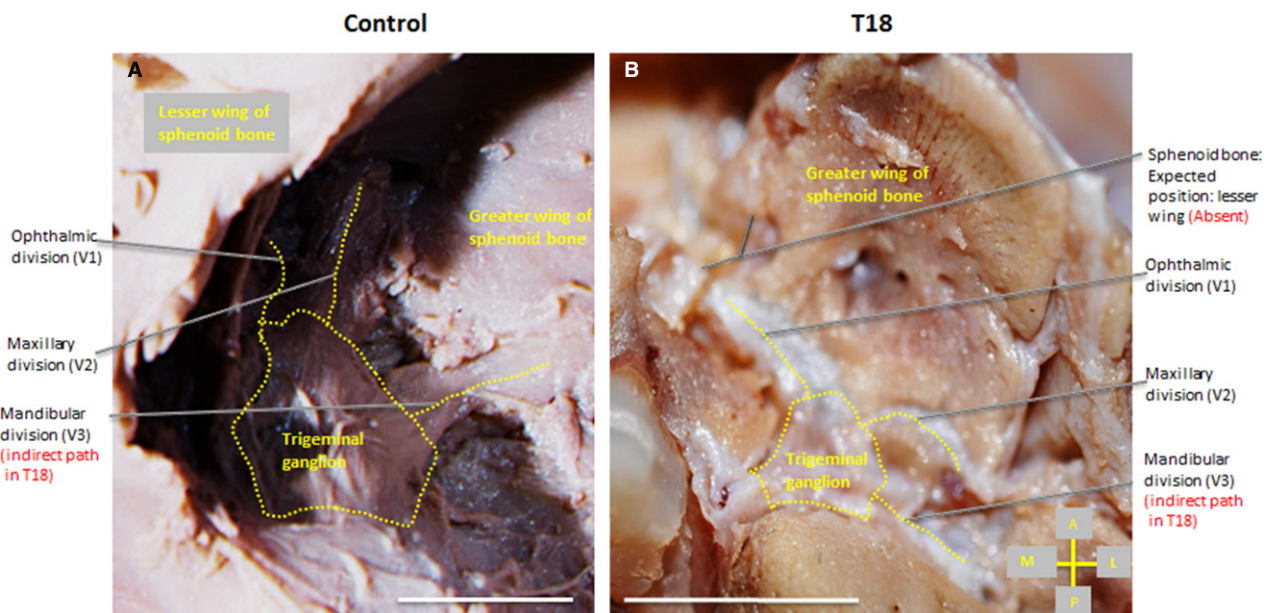 Control
T18
A
B
Lesser wing of
sphenoid bone
Greater wing of
sphenoid bone
Ophthalmic
division (V1)
Maxillary
division (V2)
Mandibular
division (V3)
(indirect path
in T18)
Trigeminal
ganglion
Greater wing of
sphenoid bone
Trigeminal
ganglion
Sphenoid bone:
Expected
position: lesser
wing (Absent)
Ophthalmic
division (V1)
Maxillary
division (V2)
Mandibular
division (V3)
(indirect path
in T18)
A
M
L
P